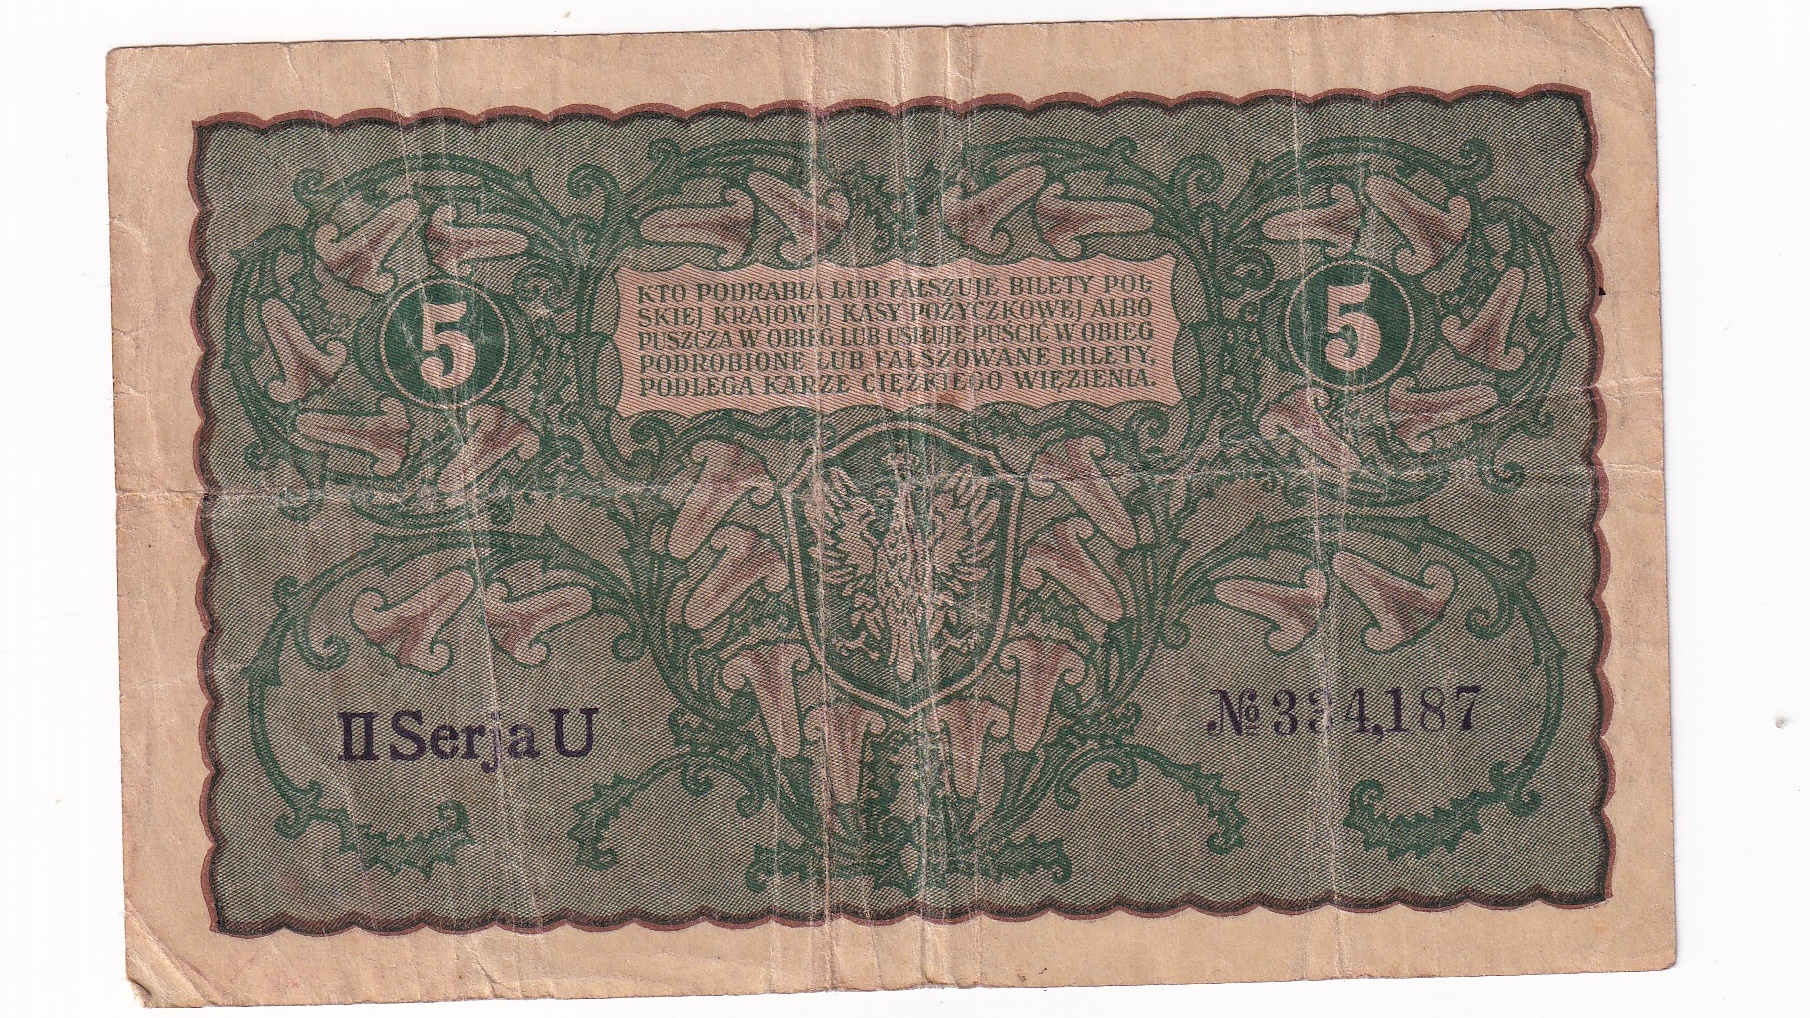 5
5
KTO PODRABIA LUB FAŁSZUJE BILETY POL-
SKIEJ KRAJOWEJ KASY POŻYCZKOWEJ ALBO
PUSZCZA W OBIEG LUB USIŁUJE PUŚCIĆ W OBIEG
PODROBIONE LUB FAŁSZOWANE BILETY,
PODLEGA KARZE CIĘŻKIEGO WIĘZIENIA.
II Serja U
№ 334,187